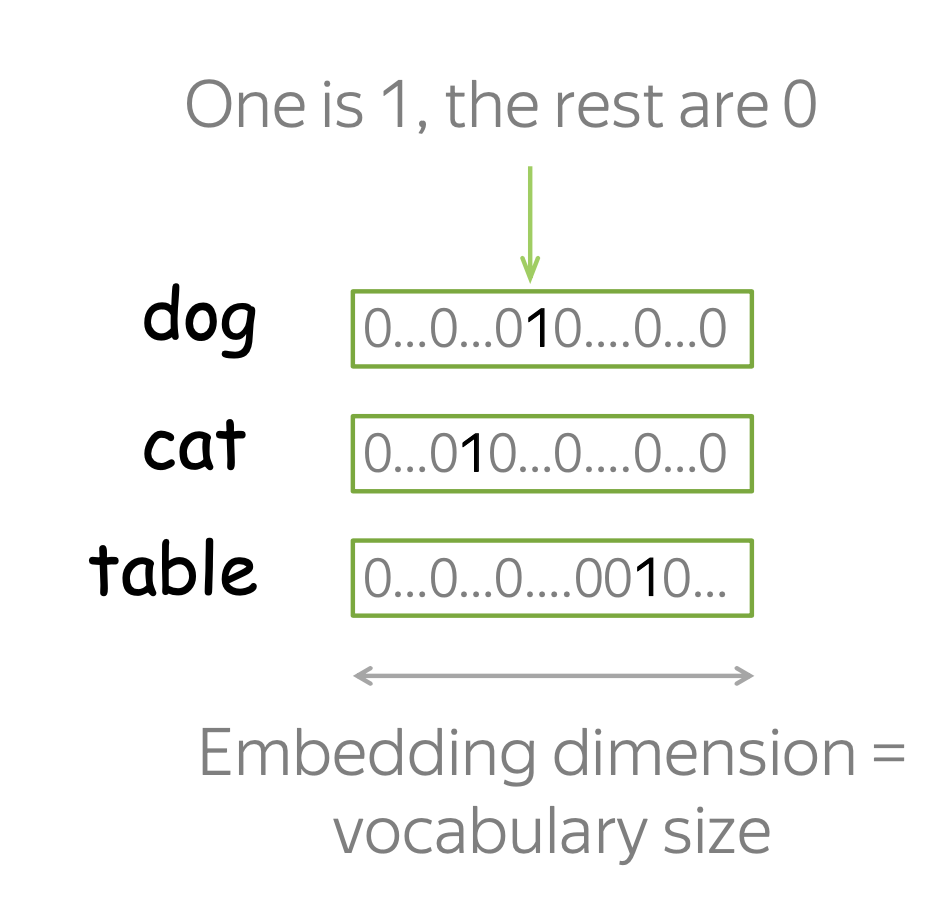 One is 1, the rest are 0
dog 0...0...010....0...0
cat 0...010...0....0...0
table 0...0...0....0010...
Embedding dimension =
vocabulary size